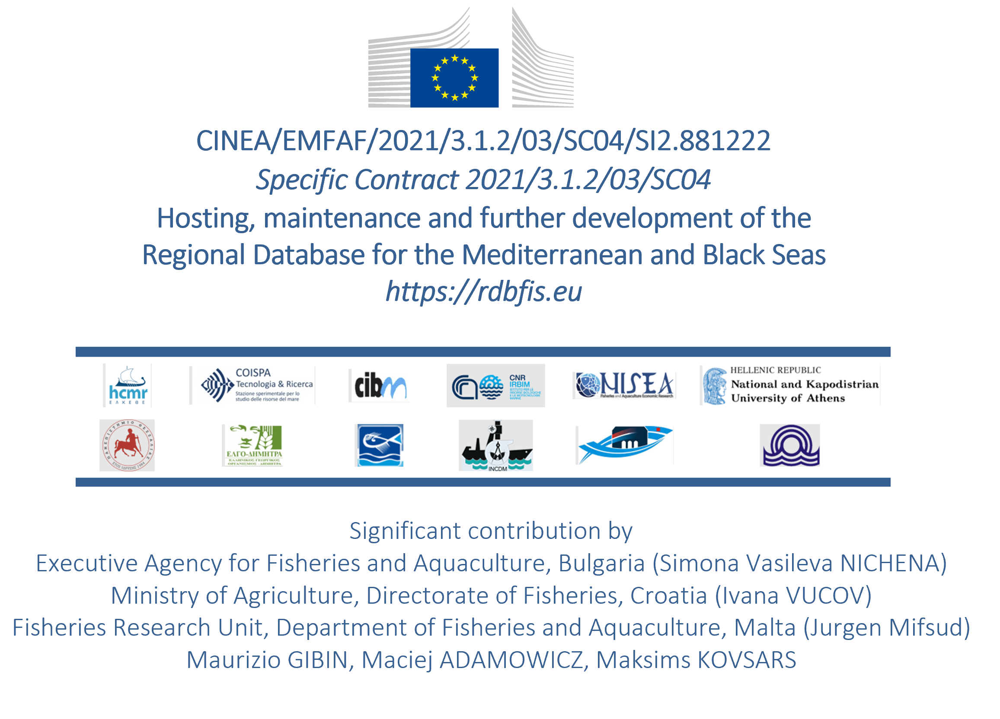 CINEA/EMFAF/2021/3.1.2/03/SC04/SI2.881222
Specific Contract 2021/3.1.2/03/SC04
Hosting, maintenance and further development of the
Regional Database for the Mediterranean and Black Seas
https://rdbfis.eu
hcmr
ΕΛΚΕΘΕ
COISPA
Tecnologia & Ricerca
Stazione sperimentale per lo
studio delle risorse del mare
cibm
CNR
IRBIM
ISTITUTO PER LE
RISORSE BIOLOGICHE
E LE BIOTECNOLOGIE
MARINE
NISEA
Fisheries and Aquaculture Economic Research
HELLENIC REPUBLIC
National and Kapodistrian
University of Athens
ΠΑΝΕΠΙΣΤΗΜΙΟ ΘΕΣΣΑΛΙΑΣ
ΕΤΟΣ ΙΔΡΥΣΗΣ 1984
ΕΛΓΟ-ΔΗΜΗΤΡΑ
ΕΛΛΗΝΙΚΟΣ ΓΕΩΡΓΙΚΟΣ
ΟΡΓΑΝΙΣΜΟΣ - ΔΗΜΗΤΡΑ
INCDM
m
Significant contribution by
Executive Agency for Fisheries and Aquaculture, Bulgaria (Simona Vasileva NICHENA)
Ministry of Agriculture, Directorate of Fisheries, Croatia (Ivana VUCOV)
Fisheries Research Unit, Department of Fisheries and Aquaculture, Malta (Jurgen Mifsud)
Maurizio GIBIN, Maciej ADAMOWICZ, Maksims KOVSARS